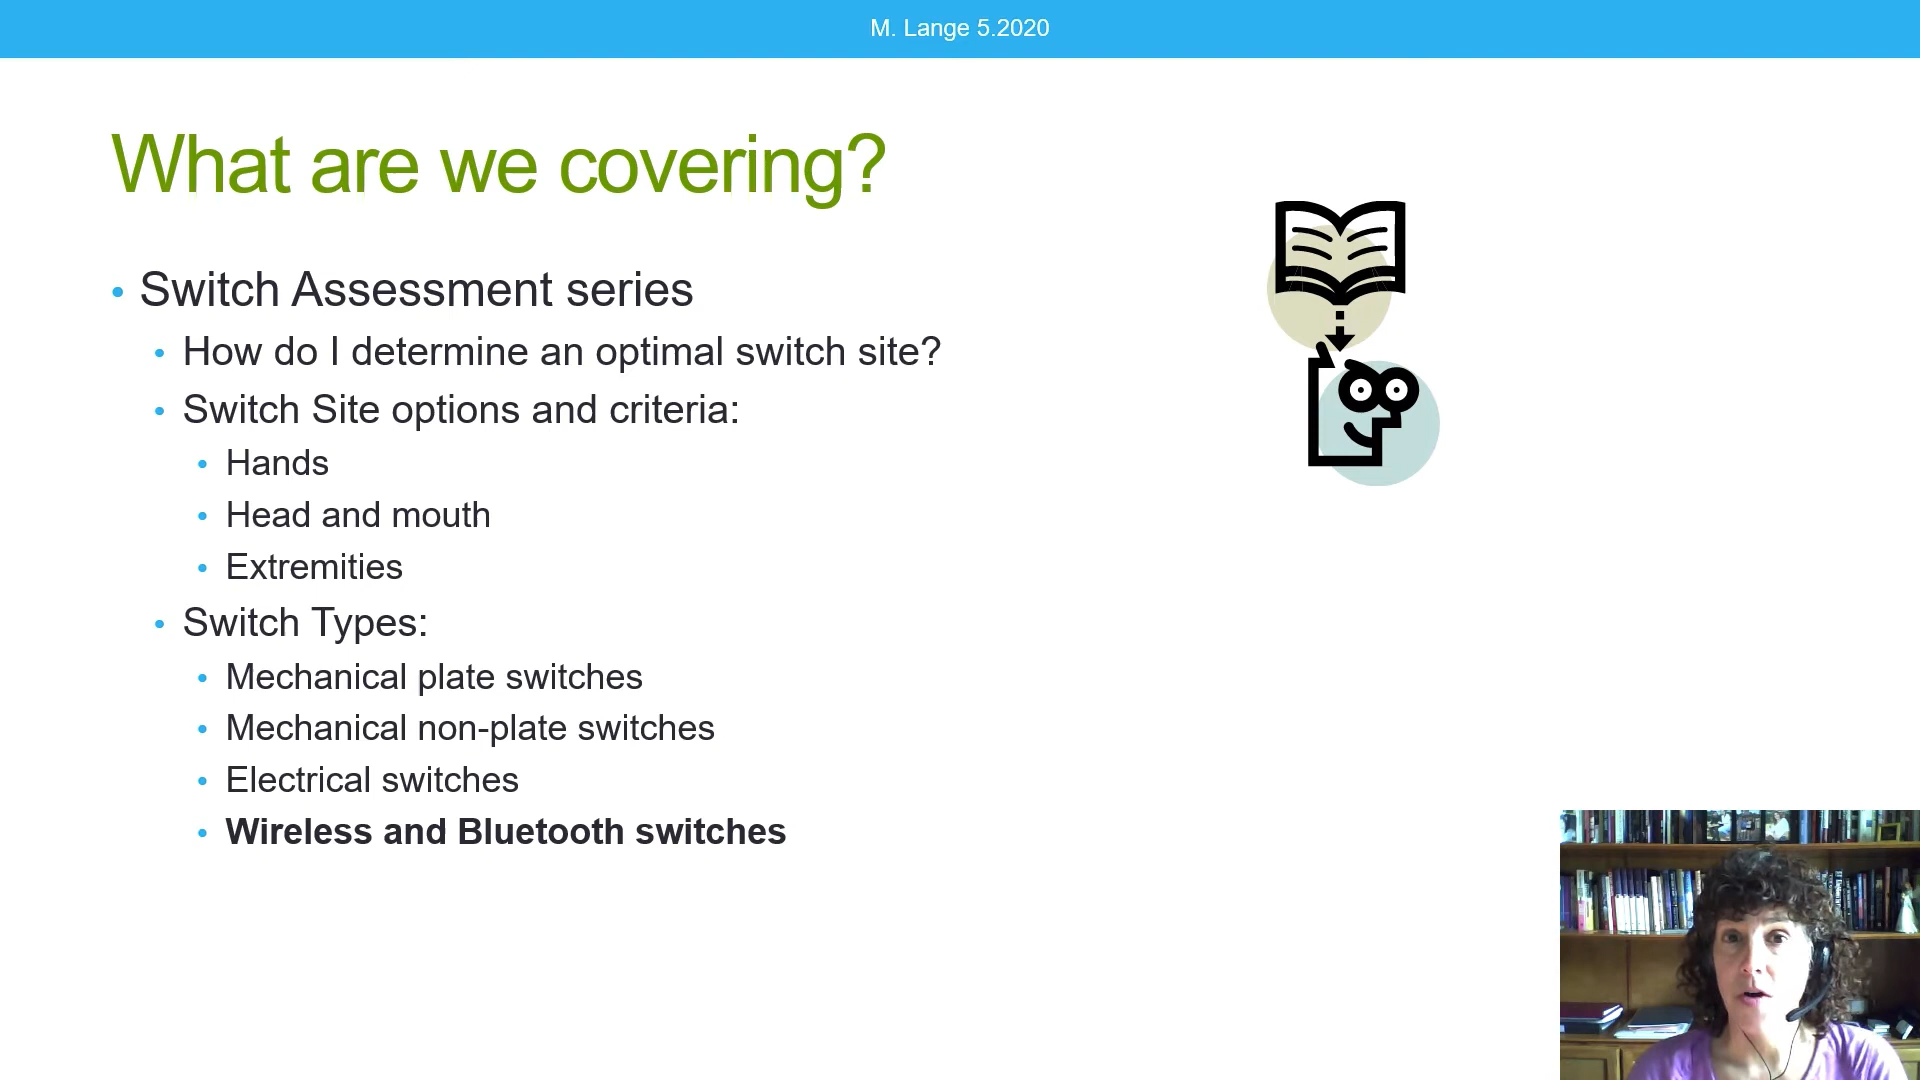 M. Lange 5.2020
What are we covering?
• Switch Assessment series
• How do I determine an optimal switch site?
• Switch Site options and criteria:
• Hands
• Head and mouth
• Extremities
• Switch Types:
• Mechanical plate switches
• Mechanical non-plate switches
• Electrical switches
• Wireless and Bluetooth switches